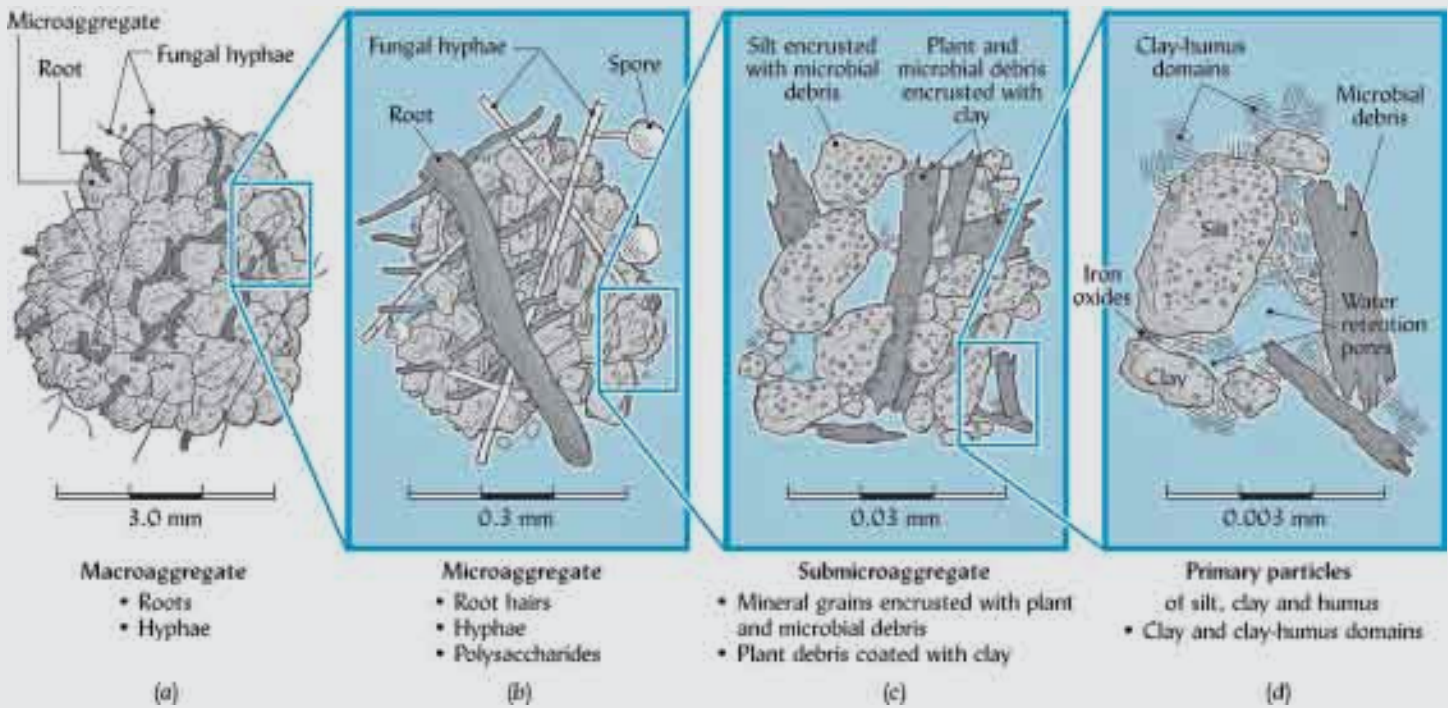 Microaggregate
Root
Fungal hyphae
3.0 mm
Macroaggregate
• Roots
• Hyphae
(a)
Fungal hyphae
Spore
Root
0.3 mm
Microaggregate
• Root hairs
• Hyphae
• Polysaccharides
(b)
Silt encrusted
with microbial
debris
Plant and
microbial debris
encrusted with
clay
0.03 mm
Submicroaggregate
• Mineral grains encrusted with plant
and microbial debris
• Plant debris coated with clay
(c)
Clay-humus
domains
Microbial
debris
Silt
Iron
oxides
Water
retention
pores
Clay
0.003 mm
Primary particles
of silt, clay and humus
• Clay and clay-humus domains
(d)